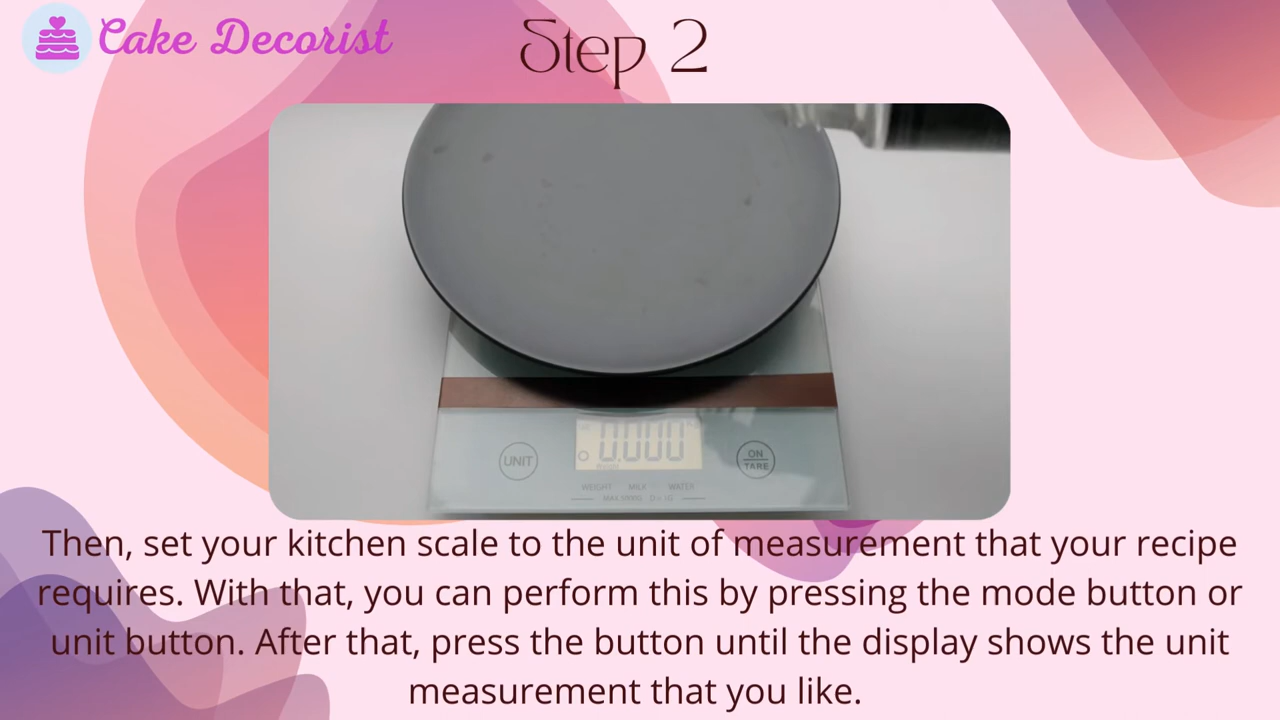 Cake Decorist
Step 2
0.000
UNIT
ON
TARE
WEIGHT MILK WATER
Then, set your kitchen scale to the unit of measurement that your recipe
requires. With that, you can perform this by pressing the mode button or
unit button. After that, press the button until the display shows the unit
measurement that you like.